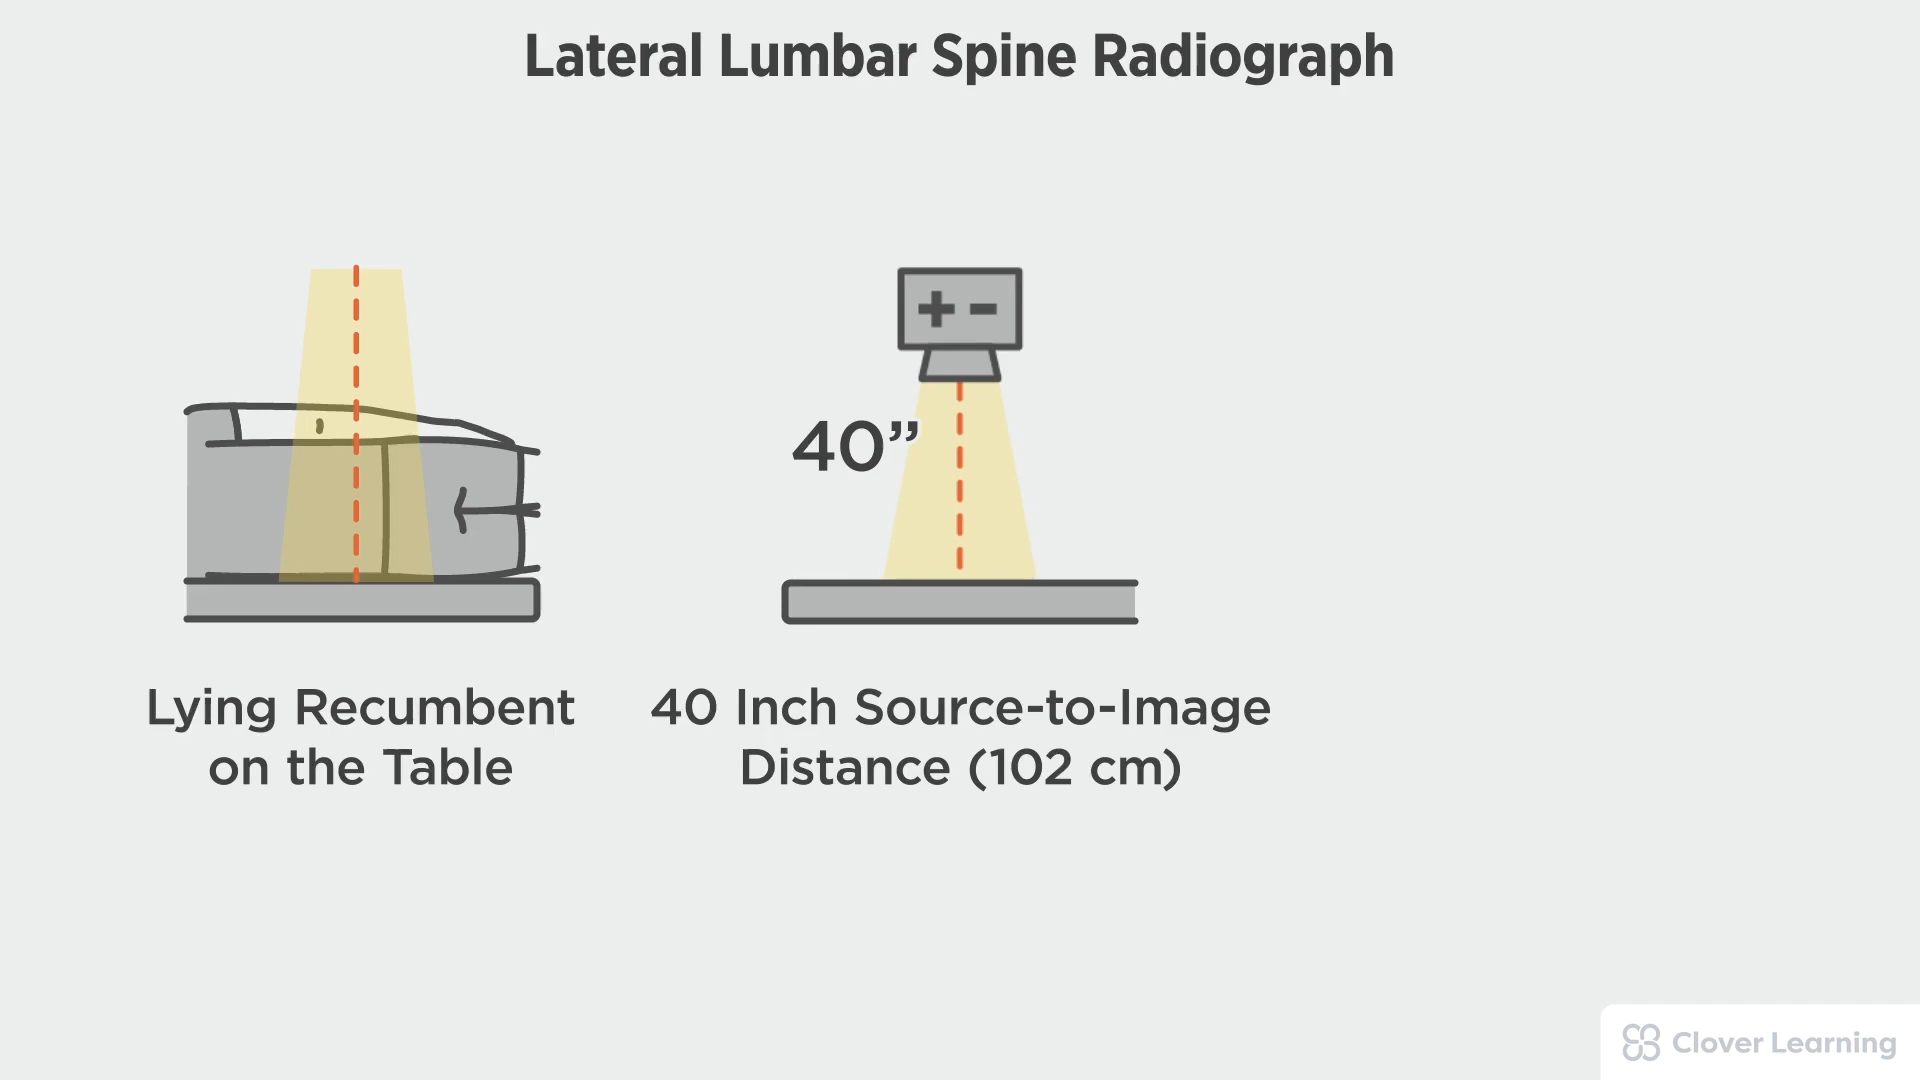 Lateral Lumbar Spine Radiograph
+ -
40”
Lying Recumbent
on the Table
40 Inch Source-to-Image
Distance (102 cm)
Clover Learning